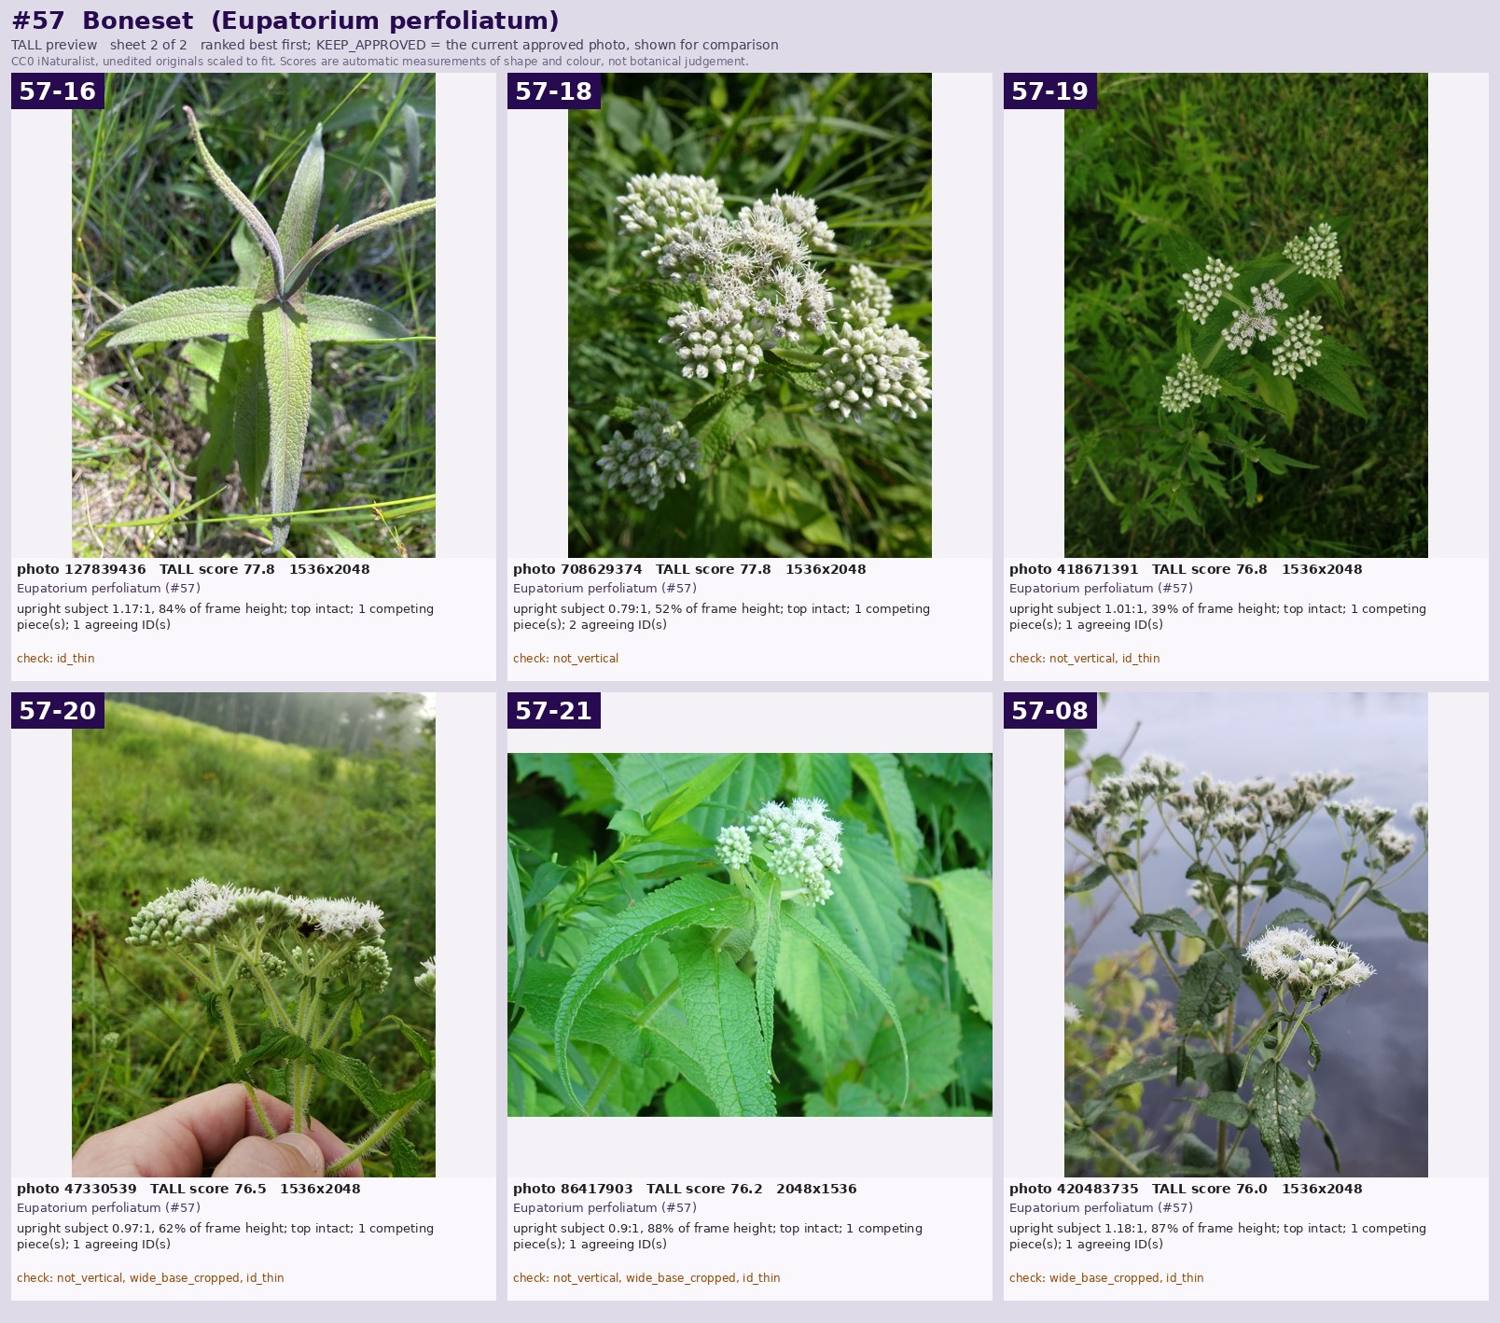 #57 Boneset (Eupatorium perfoliatum)
TALL preview sheet 2 of 2 ranked best first; KEEP_APPROVED = the current approved photo, shown for comparison
CC0 iNaturalist, unedited originals scaled to fit. Scores are automatic measurements of shape and colour, not botanical judgement.
57-16
photo 127839436 TALL score 77.8 1536x2048
Eupatorium perfoliatum (#57)
upright subject 1.17:1, 84% of frame height; top intact; 1 competing
piece(s); 1 agreeing ID(s)
check: id_thin
57-18
photo 708629374 TALL score 77.8 1536x2048
Eupatorium perfoliatum (#57)
upright subject 0.79:1, 52% of frame height; top intact; 1 competing
piece(s); 2 agreeing ID(s)
check: not_vertical
57-19
photo 418671391 TALL score 76.8 1536x2048
Eupatorium perfoliatum (#57)
upright subject 1.01:1, 39% of frame height; top intact; 1 competing
piece(s); 1 agreeing ID(s)
check: not_vertical, id_thin
57-20
photo 47330539 TALL score 76.5 1536x2048
Eupatorium perfoliatum (#57)
upright subject 0.97:1, 62% of frame height; top intact; 1 competing
piece(s); 1 agreeing ID(s)
check: not_vertical, wide_base_cropped, id_thin
57-21
photo 86417903 TALL score 76.2 2048x1536
Eupatorium perfoliatum (#57)
upright subject 0.9:1, 88% of frame height; top intact; 1 competing
piece(s); 1 agreeing ID(s)
check: not_vertical, wide_base_cropped, id_thin
57-08
photo 420483735 TALL score 76.0 1536x2048
Eupatorium perfoliatum (#57)
upright subject 1.18:1, 87% of frame height; top intact; 1 competing
piece(s); 1 agreeing ID(s)
check: wide_base_cropped, id_thin